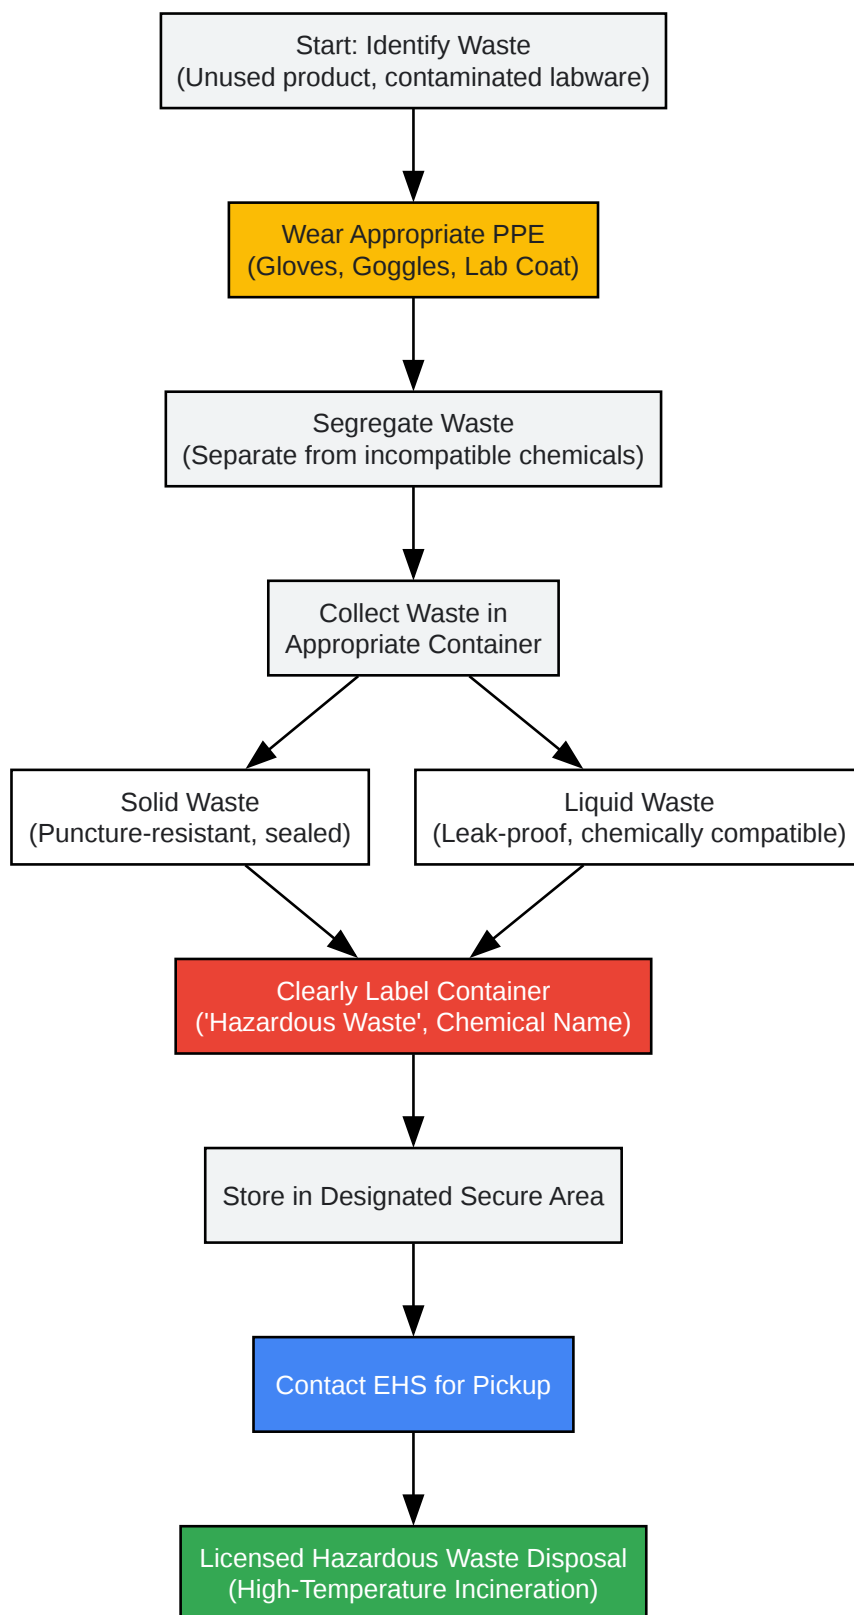 Start: Identify Waste
(Unused product, contaminated labware)
Wear Appropriate PPE
(Gloves, Goggles, Lab Coat)
Segregate Waste
(Separate from incompatible chemicals)
Collect Waste in
Appropriate Container
Solid Waste
(Puncture-resistant, sealed)
Liquid Waste
(Leak-proof, chemically compatible)
Clearly Label Container
('Hazardous Waste', Chemical Name)
Store in Designated Secure Area
Contact EHS for Pickup
Licensed Hazardous Waste Disposal
(High-Temperature Incineration)